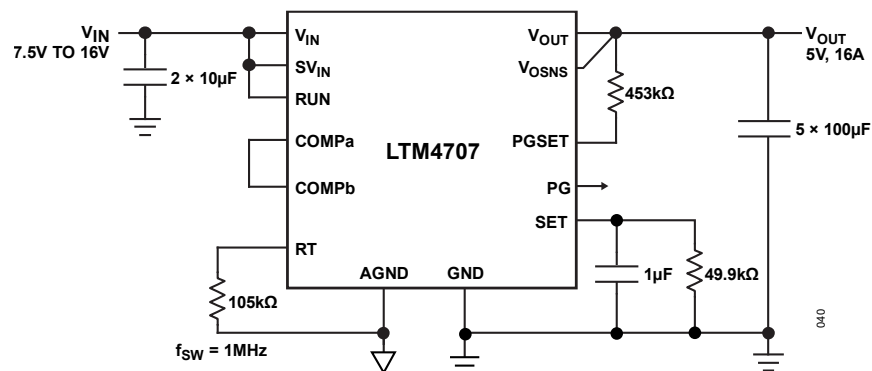 VIN
7.5V TO 16V
2 × 10µF
VIN
SVIN
RUN
COMPa
COMPb
RT
105kΩ
fSW = 1MHz
LTM4707
AGND
GND
VOUT
VOSNS
PGSET
PG
SET
453kΩ
1µF
49.9kΩ
VOUT
5V, 16A
5 × 100µF
040